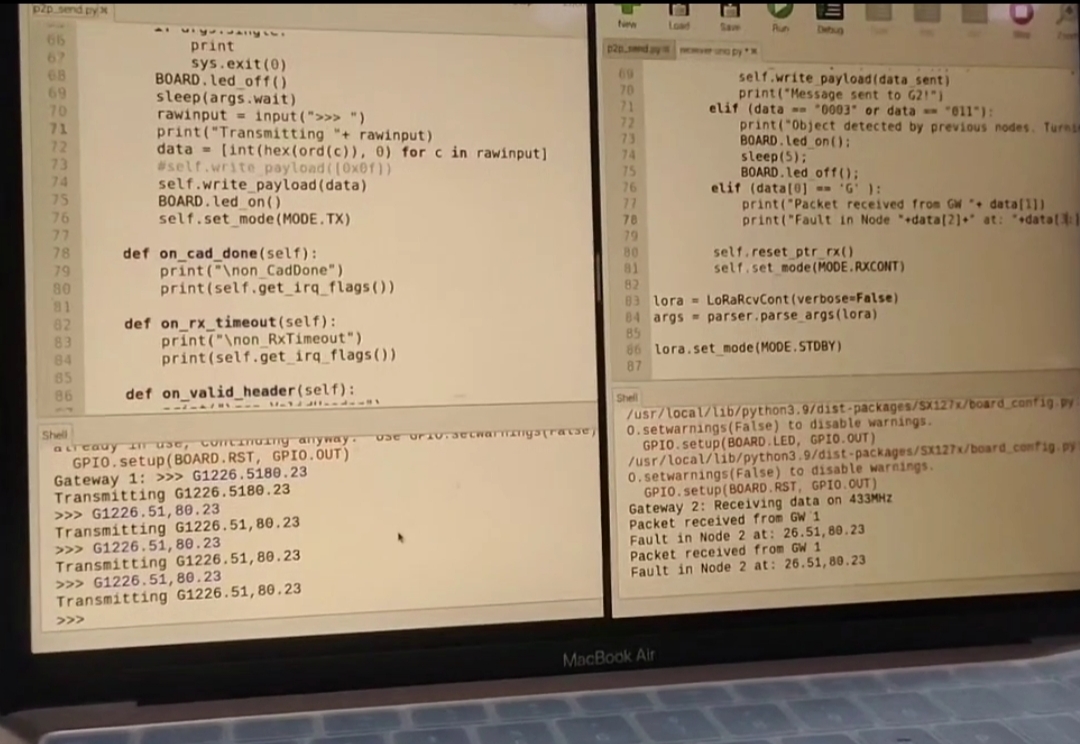 p2p_send.py
66
print
67 sys.exit(0)
68 BOARD.led_off()
69 sleep(args.wait)
70 rawinput = input(">>> ")
71 print("Transmitting "+ rawinput)
72 data = [int(hex(ord(c)), 0) for c in rawinput]
73 #self.write_payload([0x0f])
74 self.write_payload(data)
75 BOARD.led_on()
76 self.set_mode(MODE.TX)
77
78 def on_cad_done(self):
79 print("\non_CadDone")
80 print(self.get_irq_flags())
81
82 def on_rx_timeout(self):
83 print("\non_RxTimeout")
84 print(self.get_irq_flags())
85
86 def on_valid_header(self):
Shell
already in use, continuing anyway. Use GPIO.setwarnings(False)
GPIO.setup(BOARD.RST, GPIO.OUT)
Gateway 1: >>> G1226.5180.23
Transmitting G1226.5180.23
>>> G1226.51,80.23
Transmitting G1226.51,80.23
>>> G1226.51,80.23
Transmitting G1226.51,80.23
>>> G1226.51,80.23
Transmitting G1226.51,80.23
>>>
New Load Save Run Debug
Stop
p2p_send.py
69 self.write_payload(data_sent)
70 print("Message sent to G2!")
71 elif (data == "0003" or data == "011"):
72 print("Object detected by previous nodes.
73 BOARD.led_on();
74 sleep(5);
75 BOARD.led_off();
76 elif (data[0] == 'G' ):
77 print("Packet received from GW "+ data[1])
78 print("Fault in Node "+data[2]+" at: "+data[3:]
79
80 self.reset_ptr_rx()
81 self.set_mode(MODE.RXCONT)
82
83 lora = LoRaRcvCont(verbose=False)
84 args = parser.parse_args(lora)
85
86 lora.set_mode(MODE.STDBY)
87
Shell
/usr/local/lib/python3.9/dist-packages/SX127x/board_config.py
O.setwarnings(False) to disable warnings.
GPIO.setup(BOARD.LED, GPIO.OUT)
/usr/local/lib/python3.9/dist-packages/SX127x/board_config.py
O.setwarnings(False) to disable warnings.
GPIO.setup(BOARD.RST, GPIO.OUT)
Gateway 2: Receiving data on 433MHz
Packet received from GW 1
Fault in Node 2 at: 26.51,80.23
Packet received from GW 1
Fault in Node 2 at: 26.51,80.23
MacBook Air